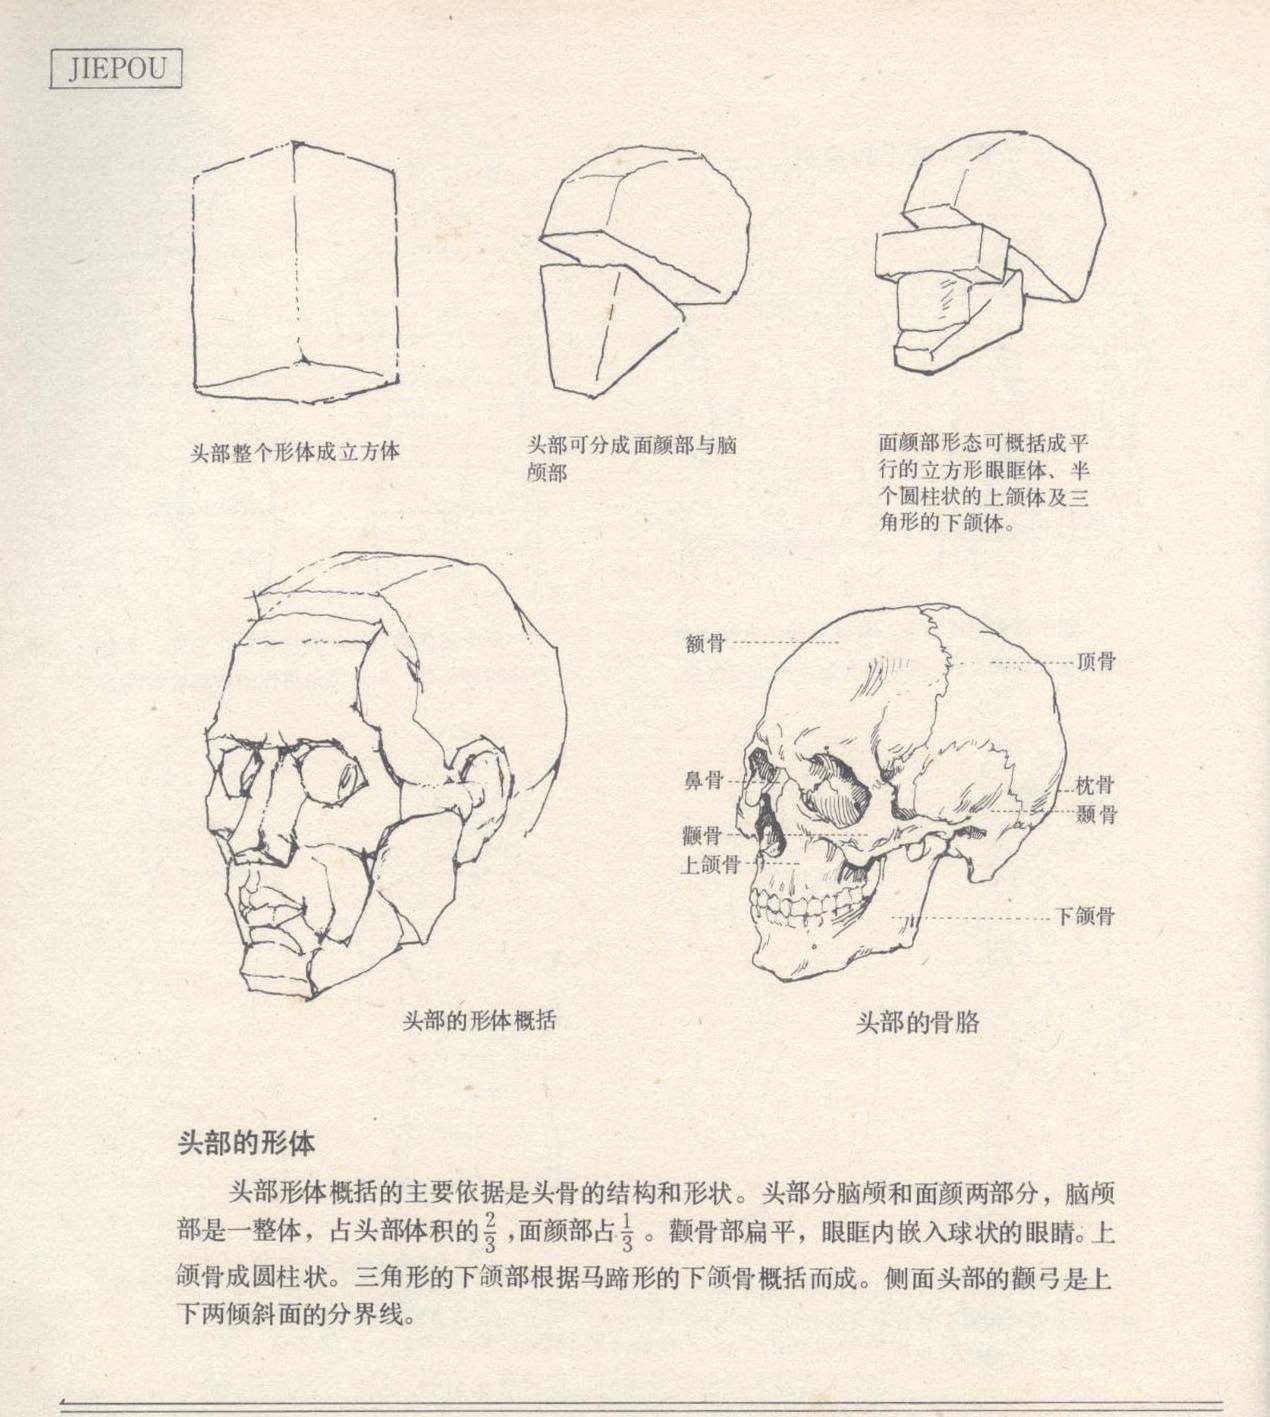 JIEPOU
头部整个形体成立方体
头部可分成面颜部与脑
颅部
面颜部形态可概括成平
行的立方形眼眶体、半
个圆柱状的上颌体及三
角形的下颌体。
额骨
顶骨
鼻骨
枕骨
颞骨
颧骨
上颌骨
下颌骨
头部的形体概括
头部的骨胳
头部的形体
头部形体概括的主要依据是头骨的结构和形状。头部分脑颅和面颜两部分，脑颅
部是一整体，占头部体积的2/3,面颜部占1/3。颧骨部扁平，眼眶内嵌入球状的眼睛。上
颌骨成圆柱状。三角形的下颌部根据马蹄形的下颌骨概括而成。侧面头部的颧弓是上
下两倾斜面的分界线。